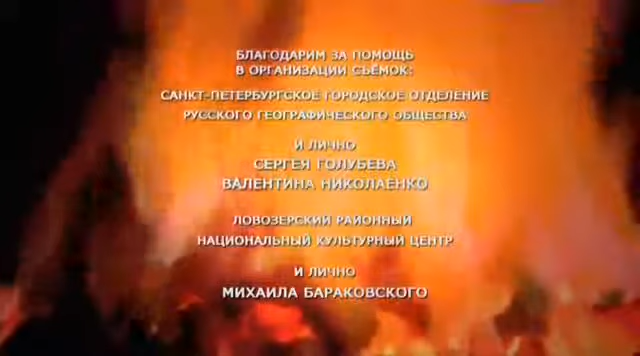 БЛАГОДАРИМ ЗА ПОМОЩЬ
В ОРГАНИЗАЦИИ СЪЁМОК:
САНКТ-ПЕТЕРБУРГСКОЕ ГОРОДСКОЕ ОТДЕЛЕНИЕ
РУССКОГО ГЕОГРАФИЧЕСКОГО ОБЩЕСТВА
И ЛИЧНО
СЕРГЕЯ ГОЛУБЕВА
ВАЛЕНТИНА НИКОЛАЕНКО
ЛОВОЗЕРСКИЙ РАЙОННЫЙ
НАЦИОНАЛЬНЫЙ КУЛЬТУРНЫЙ ЦЕНТР
И ЛИЧНО
МИХАИЛА БАРАКОВСКОГО